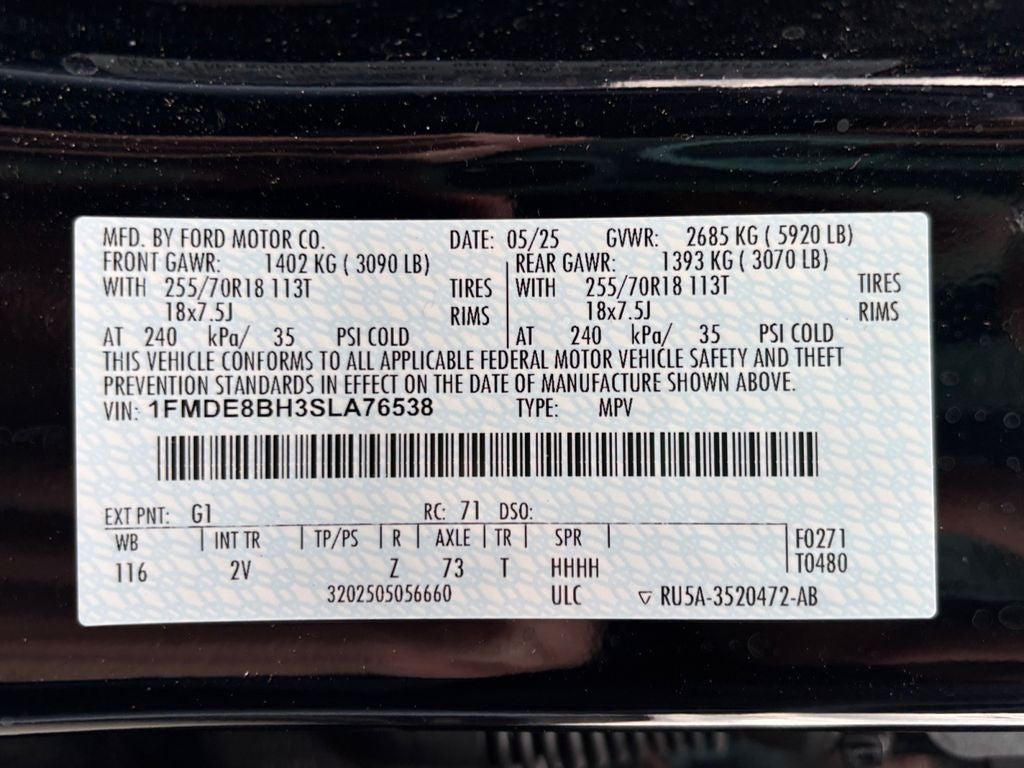 MFD. BY FORD MOTOR CO. DATE: 05/25 GVWR: 2685 KG ( 5920 LB)
FRONT GAWR: 1402 KG ( 3090 LB) REAR GAWR: 1393 KG ( 3070 LB)
WITH 255/70R18 113T TIRES WITH 255/70R18 113T TIRES
18x7.5J RIMS 18x7.5J RIMS
AT 240 kPa/ 35 PSI COLD AT 240 kPa/ 35 PSI COLD
THIS VEHICLE CONFORMS TO ALL APPLICABLE FEDERAL MOTOR VEHICLE SAFETY AND THEFT
PREVENTION STANDARDS IN EFFECT ON THE DATE OF MANUFACTURE SHOWN ABOVE.
VIN: 1FMDE8BH3SLA76538 TYPE: MPV
EXT PNT: G1 RC: 71 DSO:
WB INT TR TP/PS R AXLE TR SPR F0271
116 2V Z 73 T HHHH T0480
3202505056660 ULC ▽ RU5A-3520472-AB